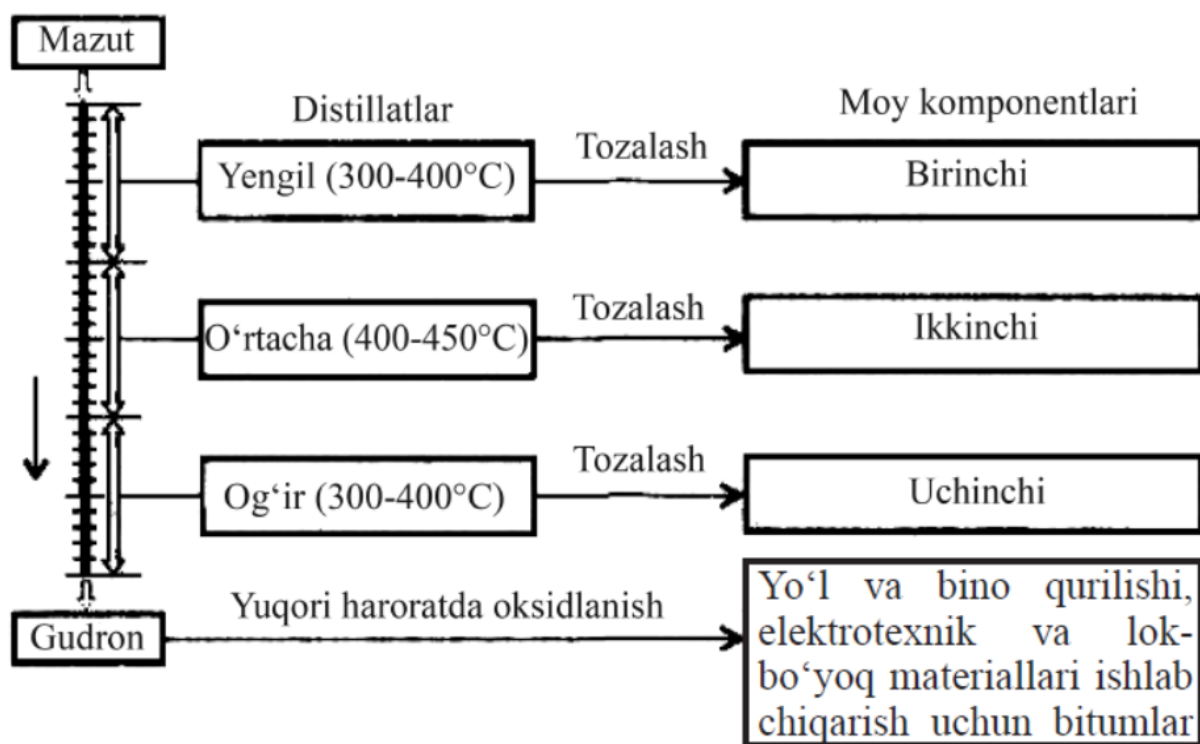 Mazut
Distillatlar
Moy komponentlari
Yengil (300-400°C)
Tozalash
Birinchi
O‘rtacha (400-450°C)
Tozalash
Ikkinchi
Og‘ir (300-400°C)
Tozalash
Uchinchi
Gudron
Yuqori haroratda oksidlanish
Yo‘l va bino qurilishi,
elektrotexnik va lok-
bo‘yoq materiallari ishlab
chiqarish uchun bitumlar